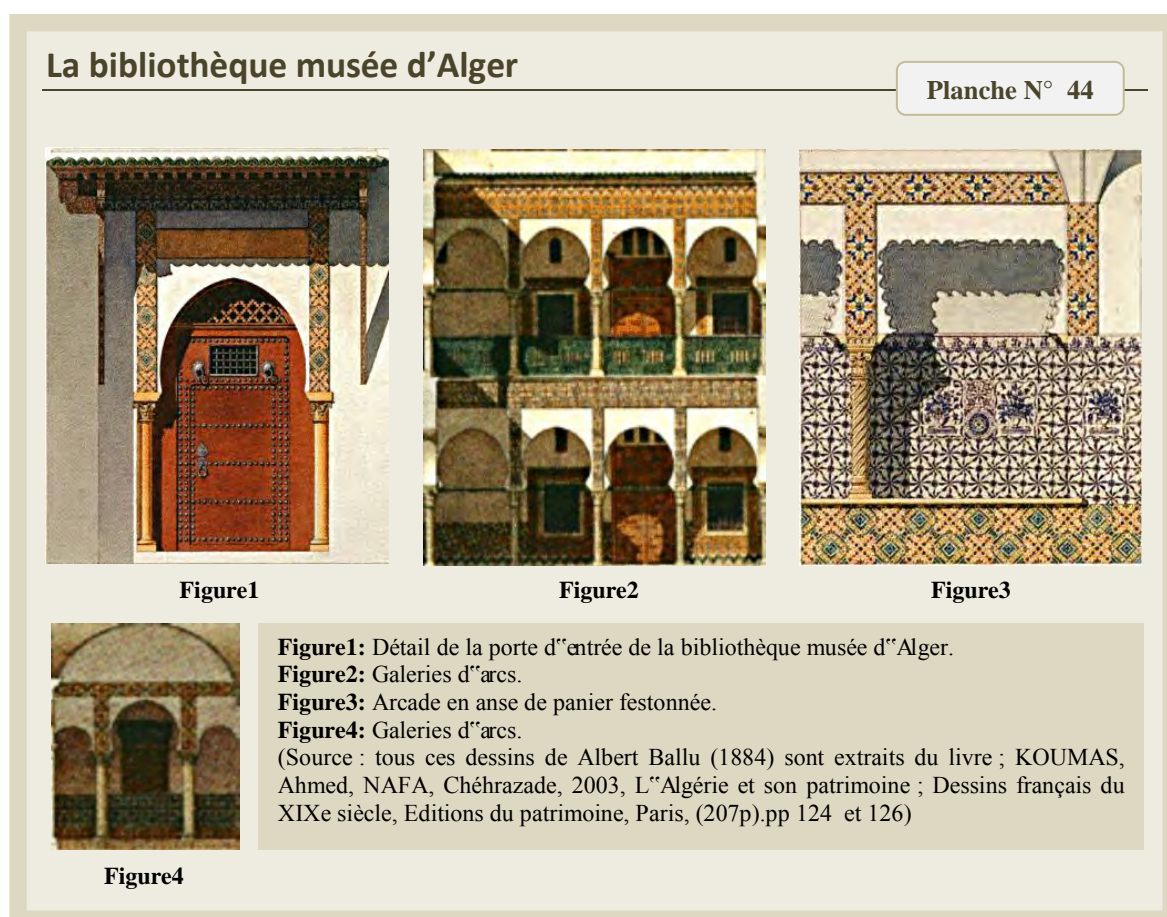 La bibliothèque musée d’Alger
Planche N° 44
Figure1
Figure2
Figure3
Figure1: Détail de la porte d‟entrée de la bibliothèque musée d‟Alger.
Figure2: Galeries d‟arcs.
Figure3: Arcade en anse de panier festonnée.
Figure4: Galeries d‟arcs.
(Source : tous ces dessins de Albert Ballu (1884) sont extraits du livre ; KOUMAS,
Ahmed, NAFA, Chéhrazade, 2003, L‟Algérie et son patrimoine ; Dessins français du
XIXe siècle, Editions du patrimoine, Paris, (207p).pp 124 et 126)
Figure4